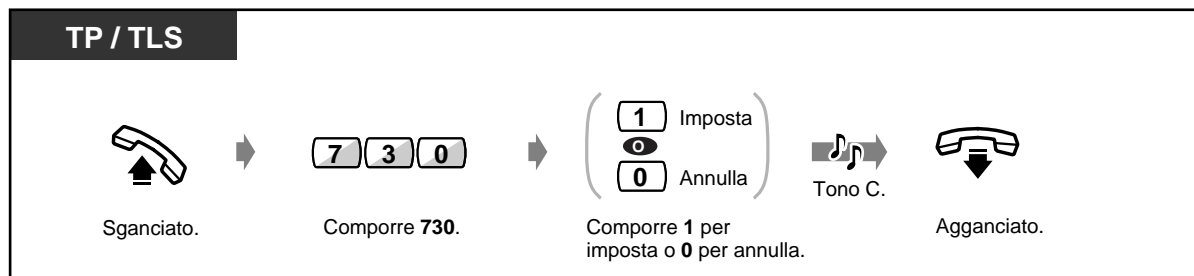 TP / TLS
1 Imposta
O
7 3 0
0 Annulla
Tono C.
Sganciato.
Comporre 730.
Comporre 1 per
imposta o 0 per annulla.
Agganciato.